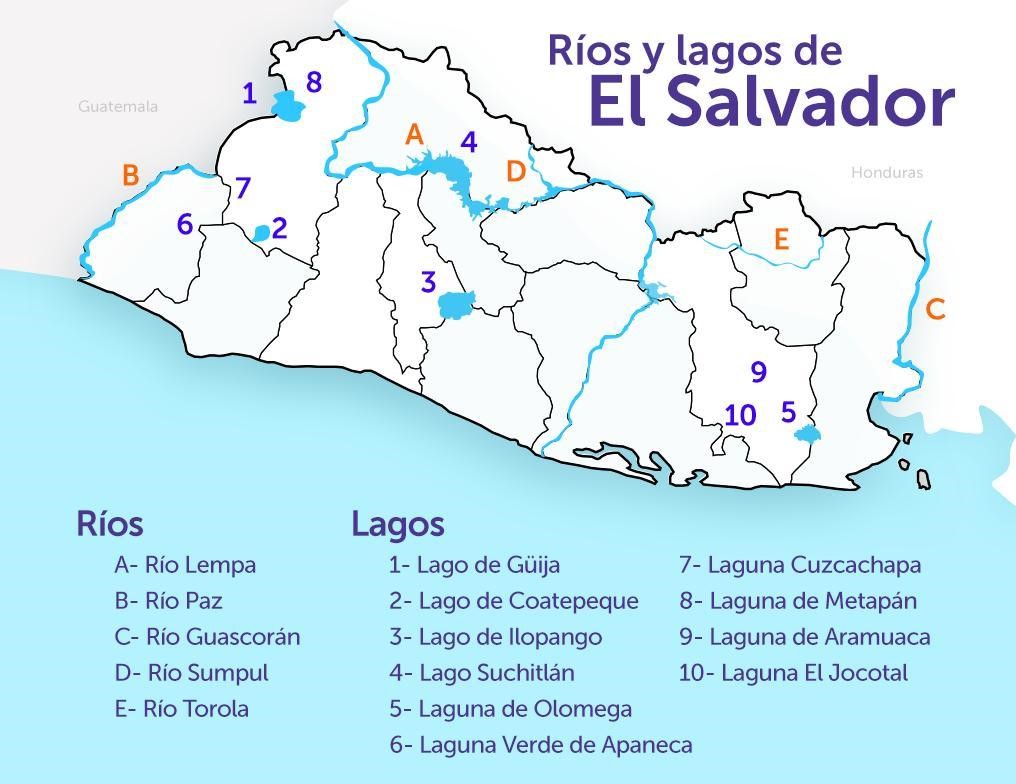 Ríos y lagos de
El Salvador
Guatemala
Honduras
1
8
A
4
B
D
7
6
2
E
3
C
9
10
5
Ríos
A- Río Lempa
B- Río Paz
C- Río Guascorán
D- Río Sumpul
E- Río Torola
Lagos
1- Lago de Güija
2- Lago de Coatepeque
3- Lago de Ilopango
4- Lago Suchitlán
5- Laguna de Olomega
6- Laguna Verde de Apaneca
7- Laguna Cuzcachapa
8- Laguna de Metapán
9- Laguna de Aramuaca
10- Laguna El Jocotal